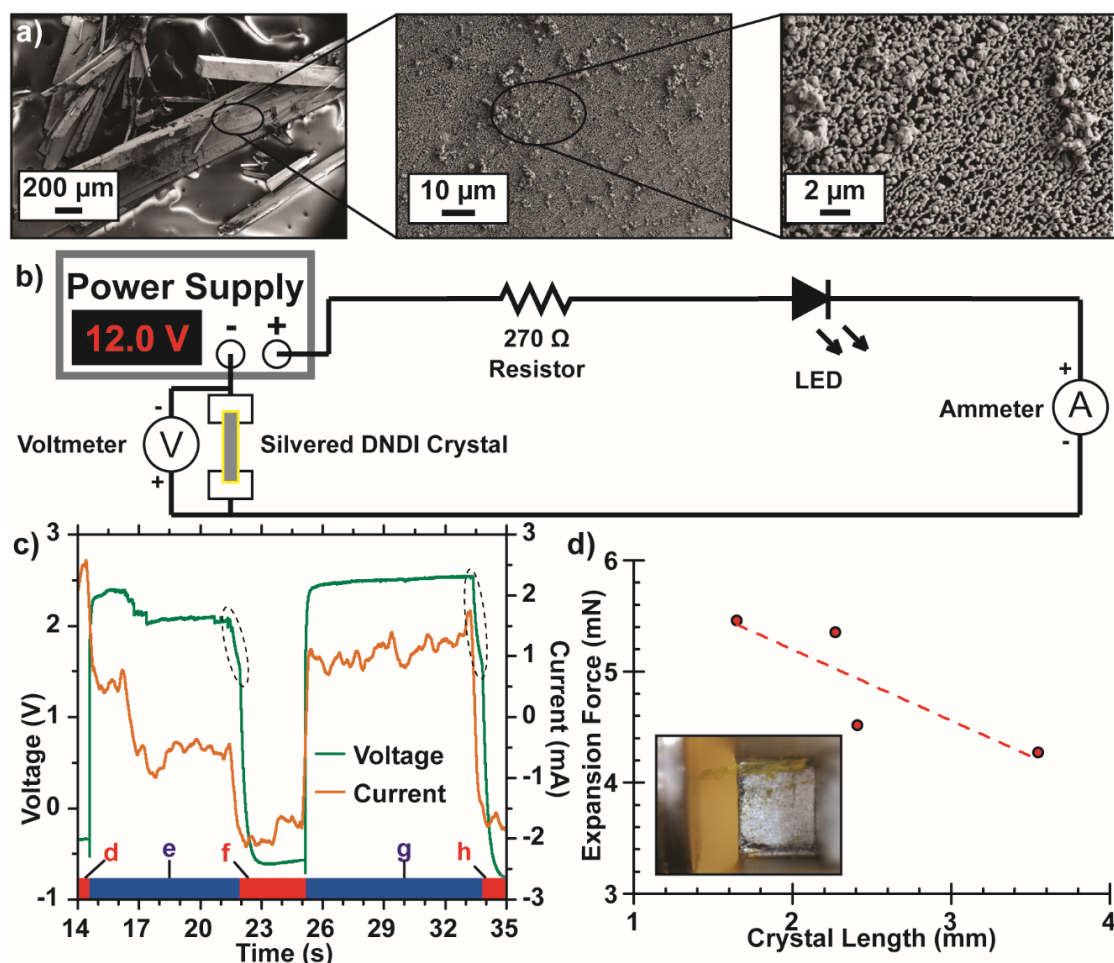 a)
200 µm
10 µm
2 µm
b)
Power Supply
12.0 V
- +
270 Ω
Resistor
LED
+
Ammeter
A
-
-
Voltmeter
V
+
Silvered DNDI Crystal
c)
Voltage (V)
3
2
1
0
-1
Voltage
Current
d
e
f
g
h
14 17 20 23 26 29 32 35
Time (s)
3
2
1
0
-1
-2
-3
Current (mA)
d)
Expansion Force (mN)
6
5
4
3
1 2 3 4
Crystal Length (mm)